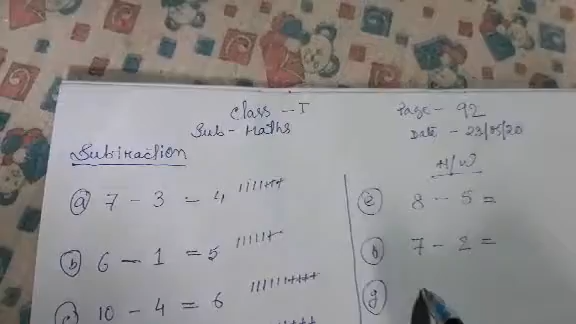 Class - I
Sub - Maths
Page - 92
Date - 23/05/20
Subtraction
(a) 7 - 3 - 4
(b) 6 - 1 = 5
(c) 10 - 4 = 6
H/W
(e) 8 - 5 =
(f) 7 - 2 =
(g)